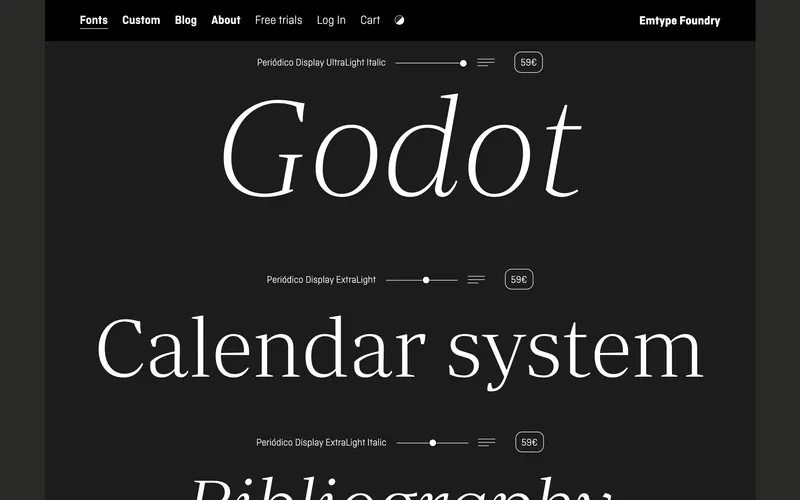 Fonts Custom Blog About Free trials Log In Cart Emtype Foundry
Periódico Display UltraLight Italic 59€
Godot
Periódico Display ExtraLight 59€
Calendar system
Periódico Display ExtraLight Italic 59€
Bibliography